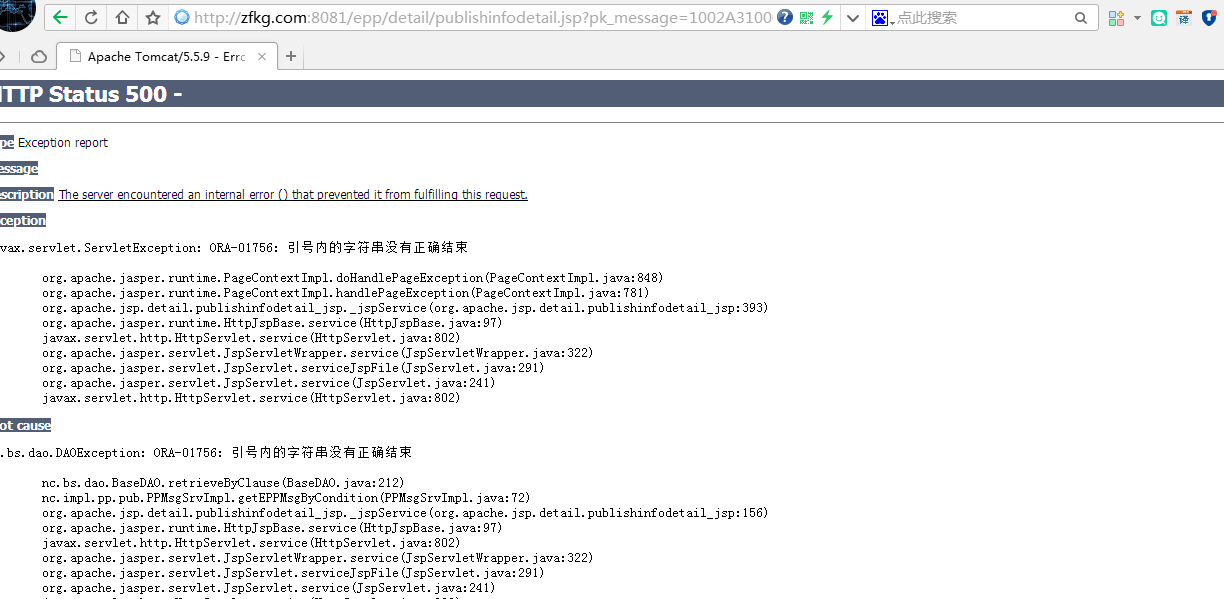 http://zfkg.com:8081/epp/detail/publishinfodetail.jsp?pk_message=1002A3100
点此搜索
译
Apache Tomcat/5.5.9 - Erro
TTP Status 500 -
pe Exception report
essage
escription The server encountered an internal error () that prevented it from fulfilling this request.
ception
vax.servlet.ServletException: ORA-01756: 引号内的字符串没有正确结束
org.apache.jasper.runtime.PageContextImpl.doHandlePageException(PageContextImpl.java:848)
org.apache.jasper.runtime.PageContextImpl.handlePageException(PageContextImpl.java:781)
org.apache.jsp.detail.publishinfodetail_jsp._jspService(org.apache.jsp.detail.publishinfodetail_jsp:393)
org.apache.jasper.runtime.HttpJspBase.service(HttpJspBase.java:97)
javax.servlet.http.HttpServlet.service(HttpServlet.java:802)
org.apache.jasper.servlet.JspServletWrapper.service(JspServletWrapper.java:322)
org.apache.jasper.servlet.JspServlet.serviceJspFile(JspServlet.java:291)
org.apache.jasper.servlet.JspServlet.service(JspServlet.java:241)
javax.servlet.http.HttpServlet.service(HttpServlet.java:802)
ot cause
.bs.dao.DAOException: ORA-01756: 引号内的字符串没有正确结束
nc.bs.dao.BaseDAO.retrieveByClause(BaseDAO.java:212)
nc.impl.pp.pub.PPMsgSrvImpl.getEPPMsgByCondition(PPMsgSrvImpl.java:72)
org.apache.jsp.detail.publishinfodetail_jsp._jspService(org.apache.jsp.detail.publishinfodetail_jsp:156)
org.apache.jasper.runtime.HttpJspBase.service(HttpJspBase.java:97)
javax.servlet.http.HttpServlet.service(HttpServlet.java:802)
org.apache.jasper.servlet.JspServletWrapper.service(JspServletWrapper.java:322)
org.apache.jasper.servlet.JspServlet.serviceJspFile(JspServlet.java:291)
org.apache.jasper.servlet.JspServlet.service(JspServlet.java:241)